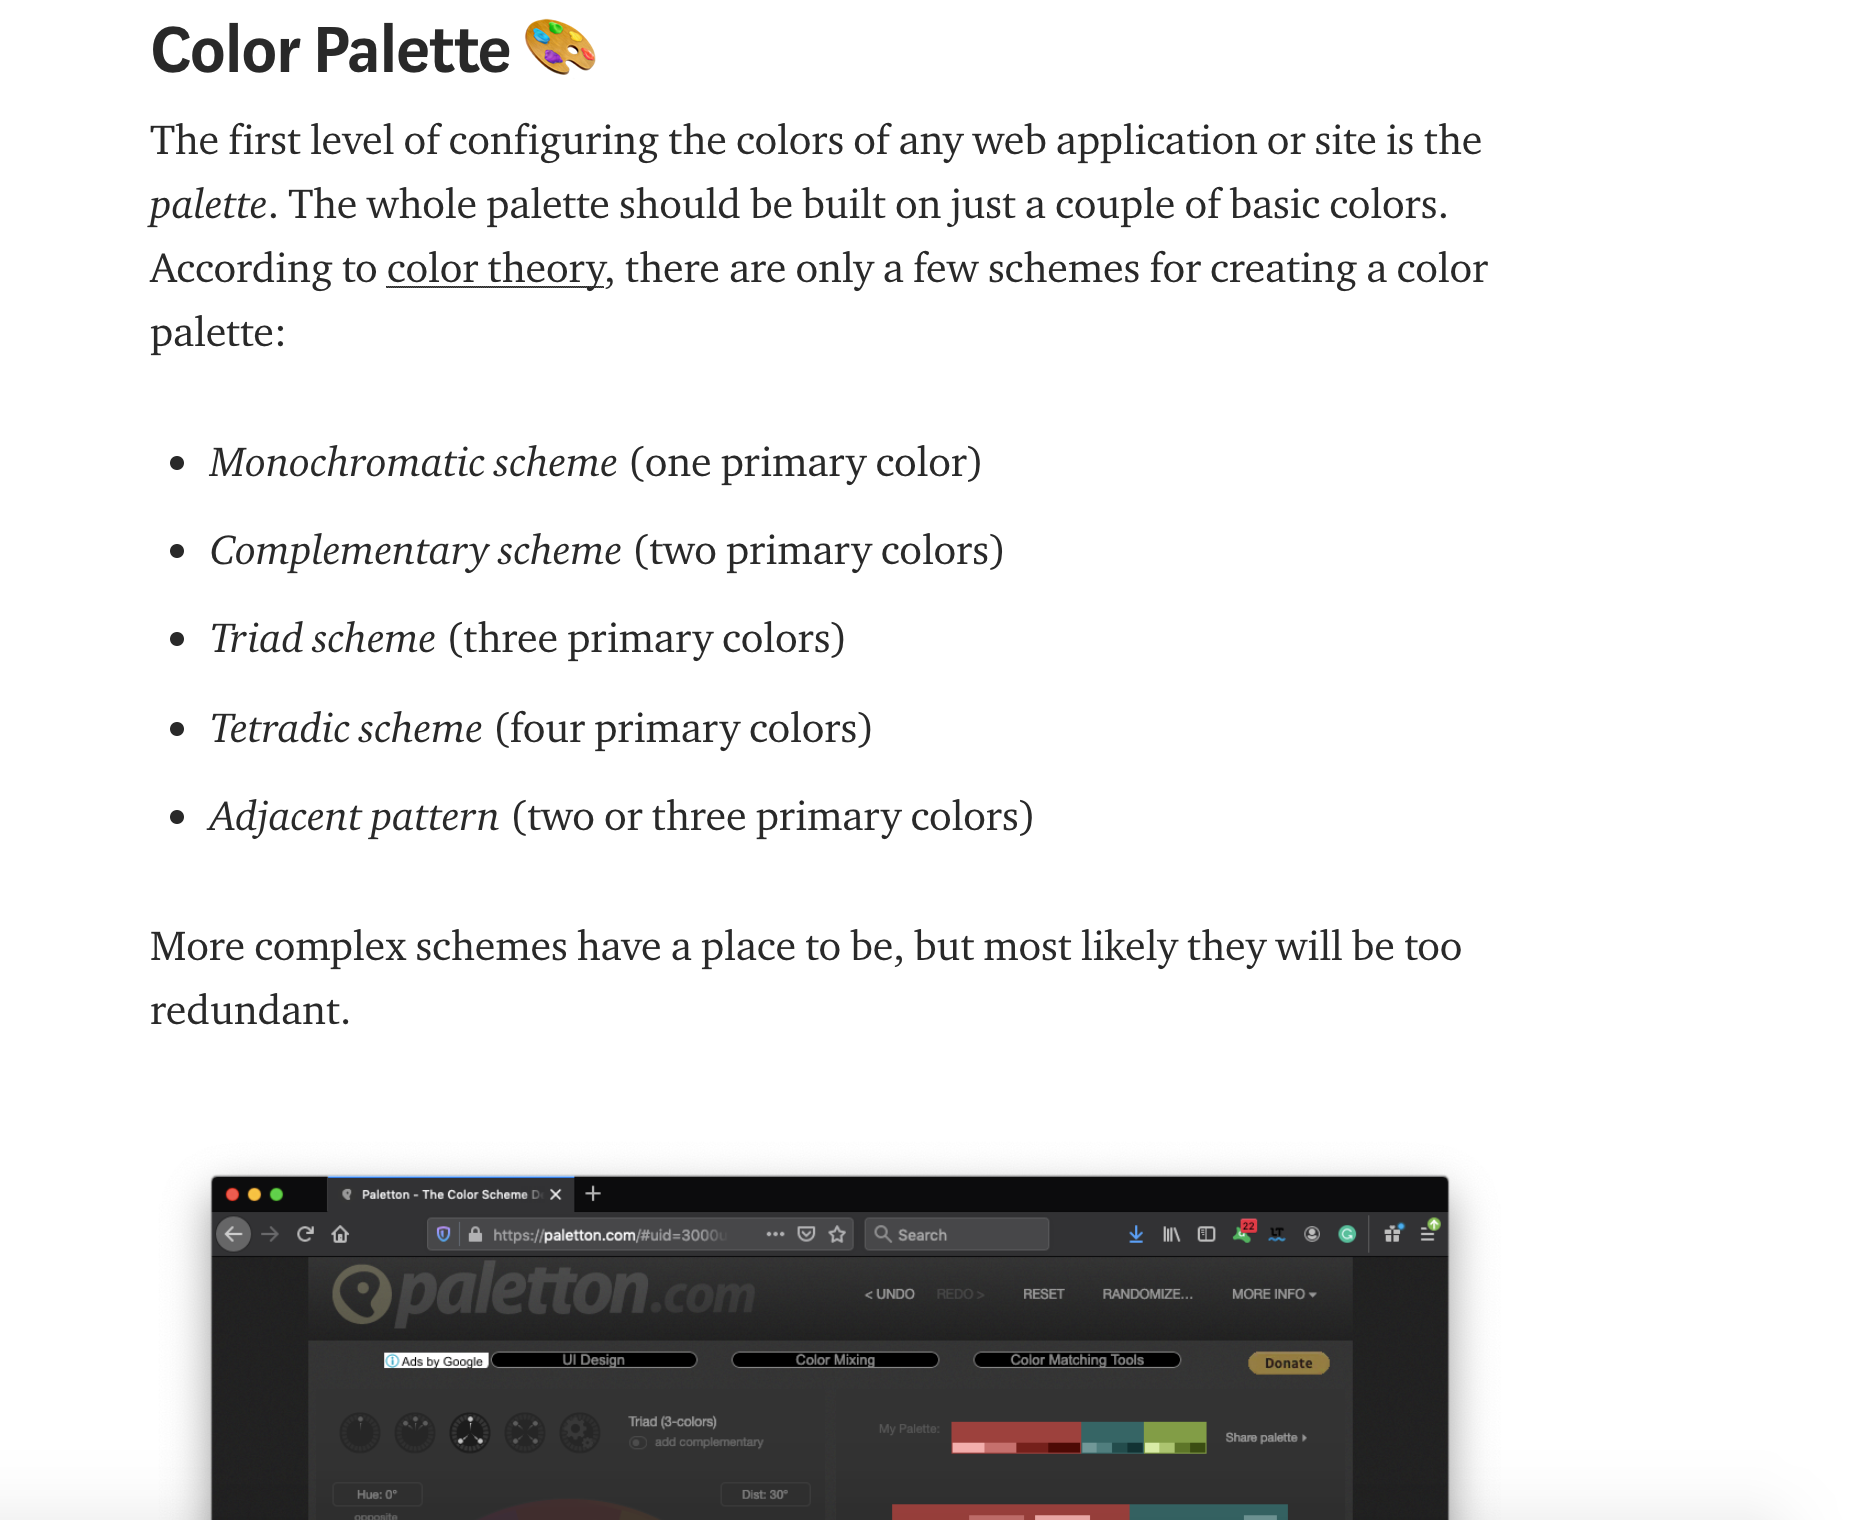 Color Palette 🎨
The first level of configuring the colors of any web application or site is the
palette. The whole palette should be built on just a couple of basic colors.
According to color theory, there are only a few schemes for creating a color
palette:
• Monochromatic scheme (one primary color)
• Complementary scheme (two primary colors)
• Triad scheme (three primary colors)
• Tetradic scheme (four primary colors)
• Adjacent pattern (two or three primary colors)
More complex schemes have a place to be, but most likely they will be too
redundant.
Paletton - The Color Scheme D
https://paletton.com/#uid=3000u
Search
22
paletton.com
< UNDO
REDO >
RESET
RANDOMIZE...
MORE INFO
Ads by Google
UI Design
Color Mixing
Color Matching Tools
Donate
Triad (3-colors)
add complementary
My Palette:
Share palette
Hue: 0°
Dist: 30°
opposite